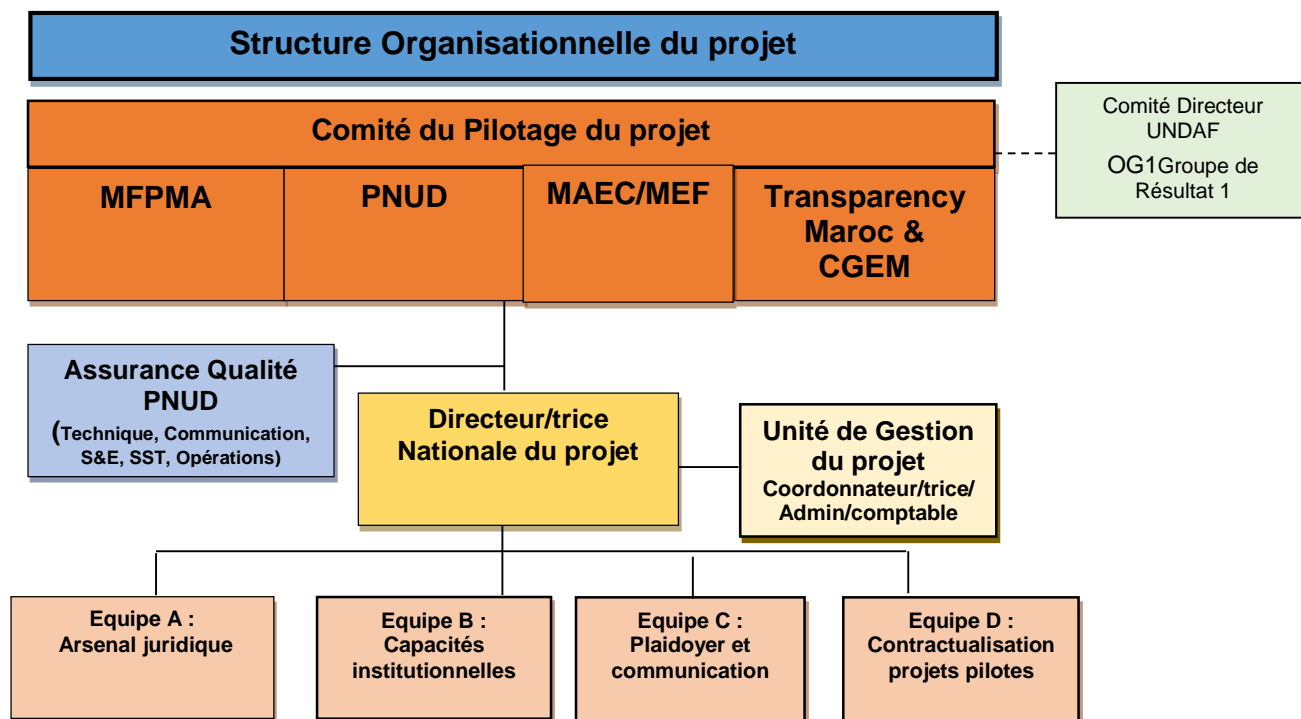 Structure Organisationnelle du projet
Comité du Pilotage du projet
Comité Directeur
UNDAF
OG1Groupe de
Résultat 1
MFPMA
PNUD
MAEC/MEF
Transparency
Maroc &
CGEM
Assurance Qualité
PNUD
(Technique, Communication,
S&E, SST, Opérations)
Directeur/trice
Nationale du projet
Unité de Gestion
du projet
Coordonnateur/trice/
Admin/comptable
Equipe A :
Arsenal juridique
Equipe B :
Capacités
institutionnelles
Equipe C :
Plaidoyer et
communication
Equipe D :
Contractualisation
projets pilotes